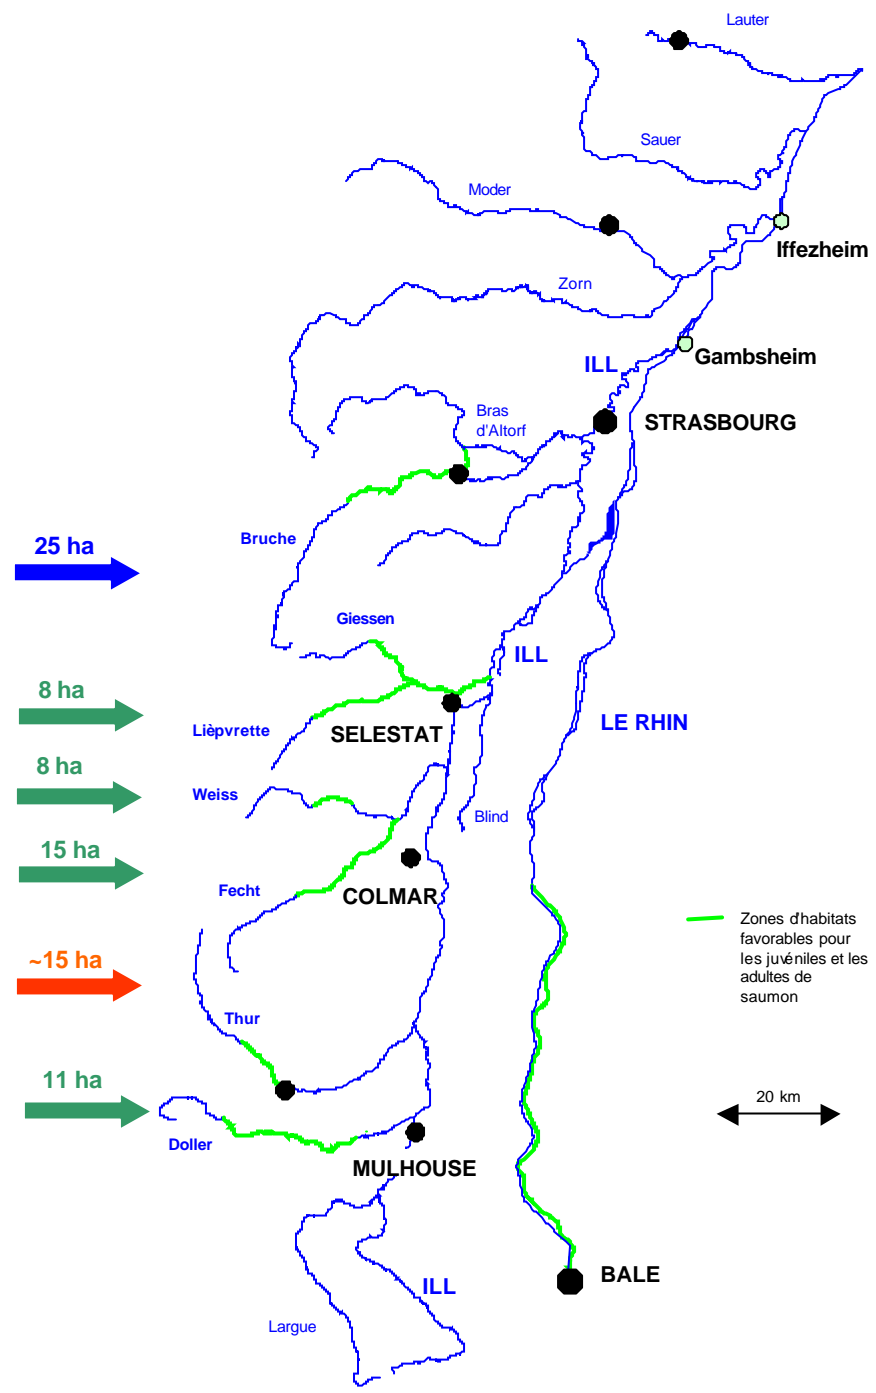 Lauter
Sauer
Moder
Iffezheim
Zorn
Gambsheim
ILL
Bras
d'Altorf
STRASBOURG
Bruche
25 ha
Giessen
ILL
8 ha
LE RHIN
Lièpvrette
SELESTAT
8 ha
Weiss
Blind
15 ha
Fecht
COLMAR
Zones d'habitats
favorables pour
les juvéniles et les
adultes de
saumon
~15 ha
Thur
11 ha
20 km
Doller
MULHOUSE
BALE
ILL
Largue